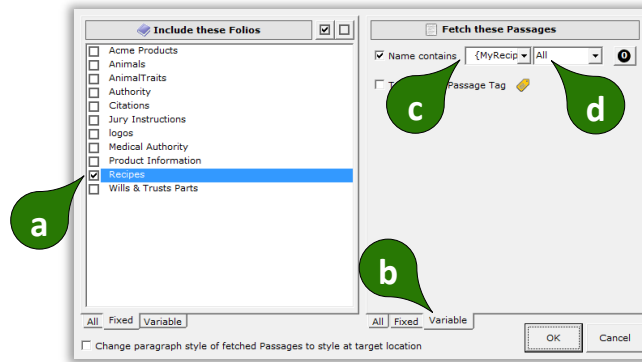 Include these Folios
Acme Products
Animals
AnimalTraits
Authority
Citations
Jury Instructions
logos
Medical Authority
Product Information
Recipes
Wills & Trusts Parts
All Fixed Variable
Fetch these Passages
Name contains {MyRecip All 0
Passage Tag
All Fixed Variable
a
b
c
d
Change paragraph style of fetched Passages to style at target location
OK Cancel